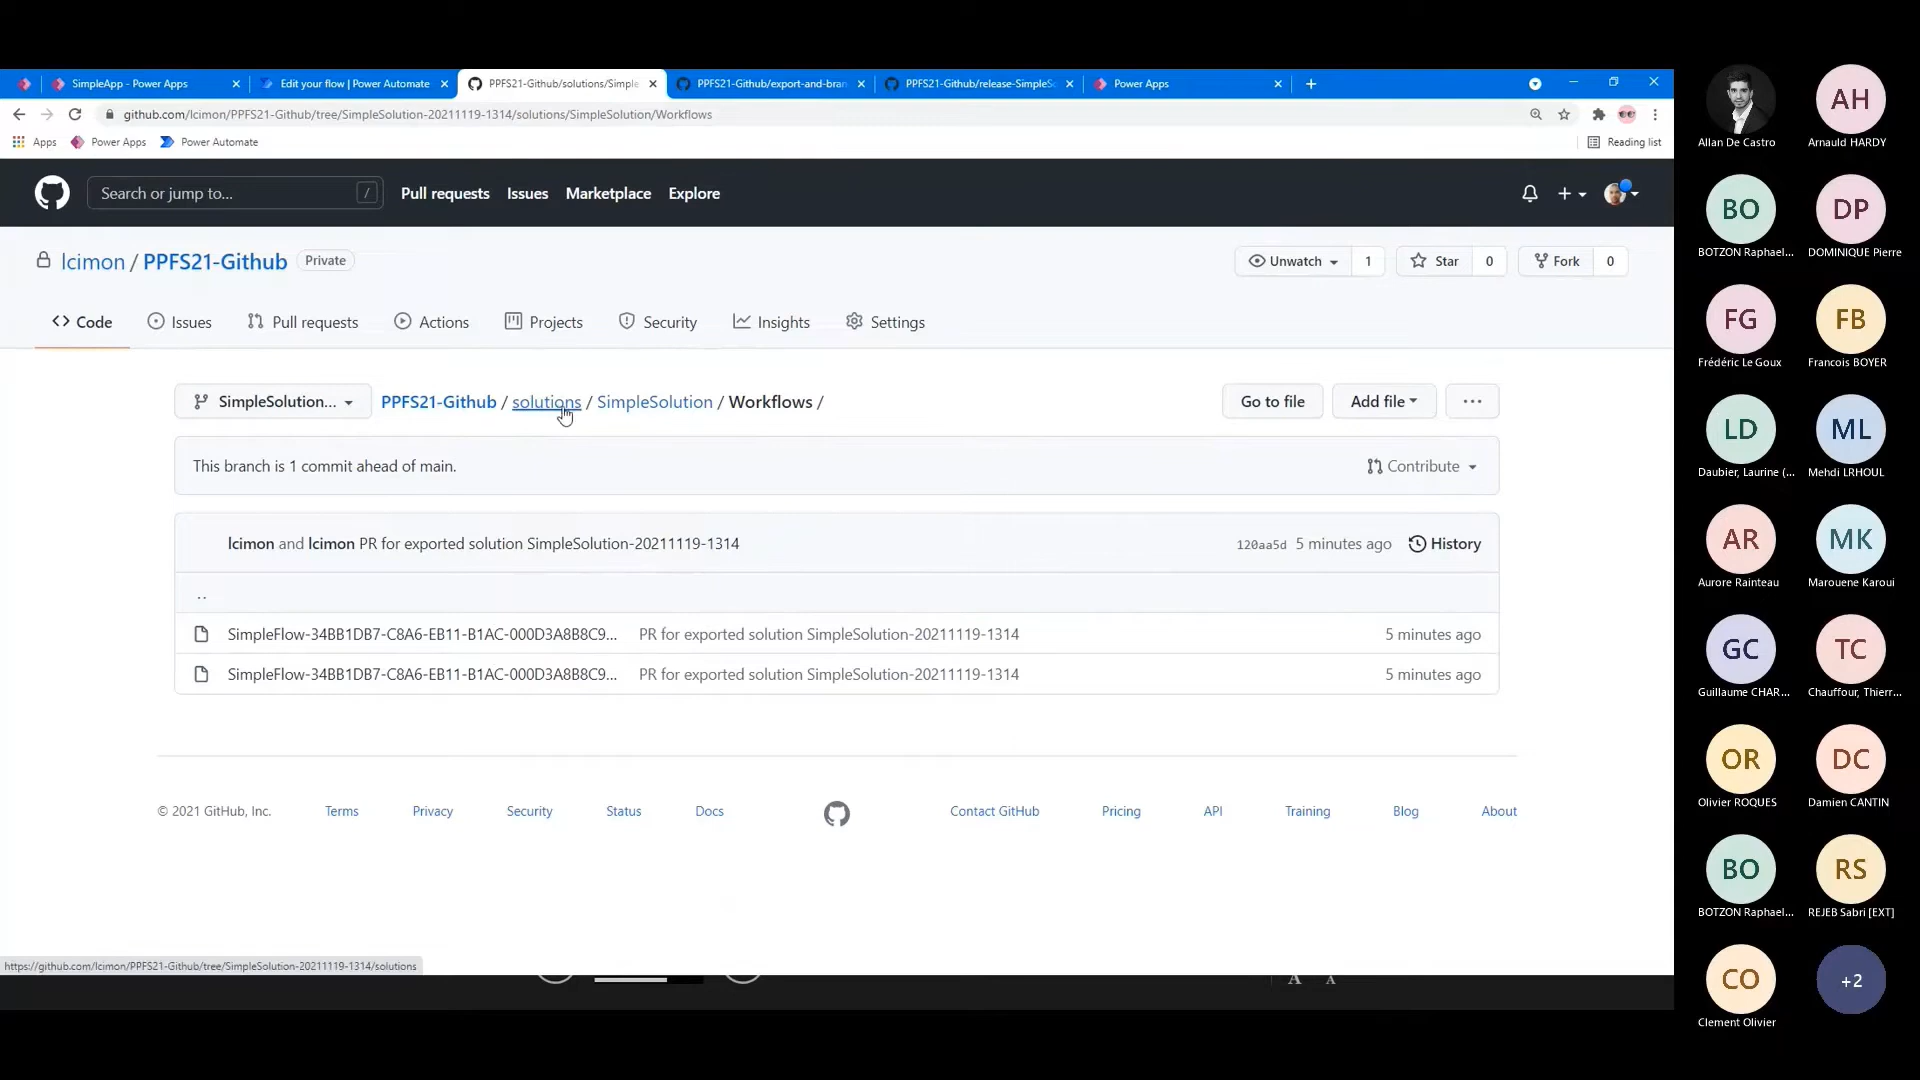 SimpleApp - Power Apps
Edit your flow | Power Automate
PPFS21-Github/solutions/Simple
PPFS21-Github/export-and-bran
PPFS21-Github/release-SimpleSo
Power Apps
github.com/lcimon/PPFS21-Github/tree/SimpleSolution-20211119-1314/solutions/SimpleSolution/Workflows
Apps
Power Apps
Power Automate
Reading list
Search or jump to...
/
Pull requests
Issues
Marketplace
Explore
lcimon / PPFS21-Github
Private
Unwatch
1
Star
0
Fork
0
Code
Issues
Pull requests
Actions
Projects
Security
Insights
Settings
SimpleSolution...
PPFS21-Github / solutions / SimpleSolution / Workflows /
Go to file
Add file
This branch is 1 commit ahead of main.
Contribute
lcimon and lcimon PR for exported solution SimpleSolution-20211119-1314
120aa5d 5 minutes ago
History
..
SimpleFlow-34BB1DB7-C8A6-EB11-B1AC-000D3A8B8C9... PR for exported solution SimpleSolution-20211119-1314 5 minutes ago
SimpleFlow-34BB1DB7-C8A6-EB11-B1AC-000D3A8B8C9... PR for exported solution SimpleSolution-20211119-1314 5 minutes ago
© 2021 GitHub, Inc.
Terms
Privacy
Security
Status
Docs
Contact GitHub
Pricing
API
Training
Blog
About
https://github.com/lcimon/PPFS21-Github/tree/SimpleSolution-20211119-1314/solutions
A A
Allan De Castro
AH
Arnauld HARDY
BO
BOTZON Raphael...
DP
DOMINIQUE Pierre
FG
Frédéric Le Goux
FB
Francois BOYER
LD
Daubier, Laurine (...
ML
Mehdi LRHOUL
AR
Aurore Rainteau
MK
Marouene Karoui
GC
Guillaume CHAR...
TC
Chauffour, Thierr...
OR
Olivier ROQUES
DC
Damien CANTIN
BO
BOTZON Raphael...
RS
REJEB Sabri [EXT]
CO
Clement Olivier
+2